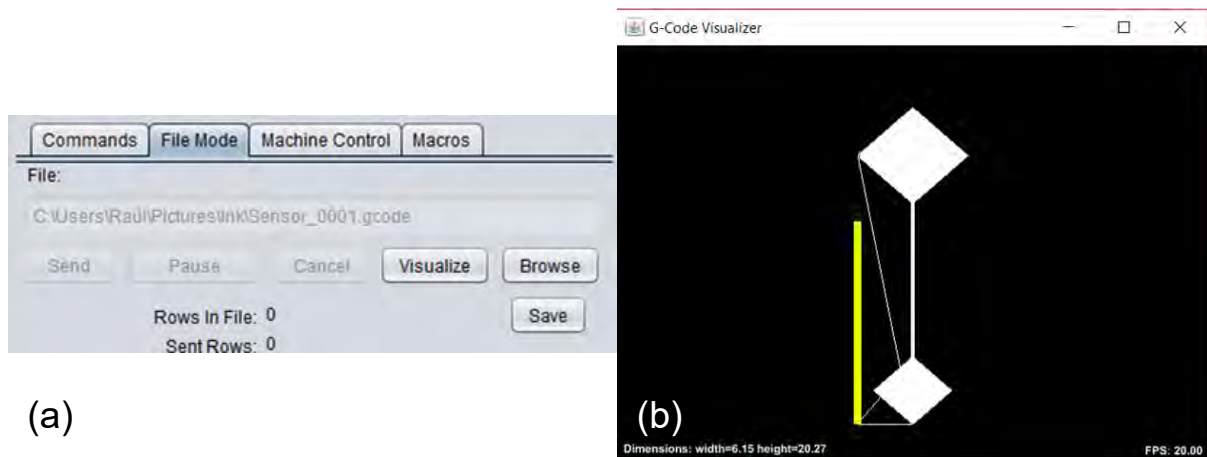 G-Code Visualizer
Commands File Mode Machine Control Macros
File:
C:\Users\Raul\Pictures\Ink\Sensor_0001.gcode
Send Pause Cancel Visualize Browse
Rows In File: 0
Save
Sent Rows: 0
(a)
(b)
Dimensions: width=6.15 height=20.27
FPS: 20.00